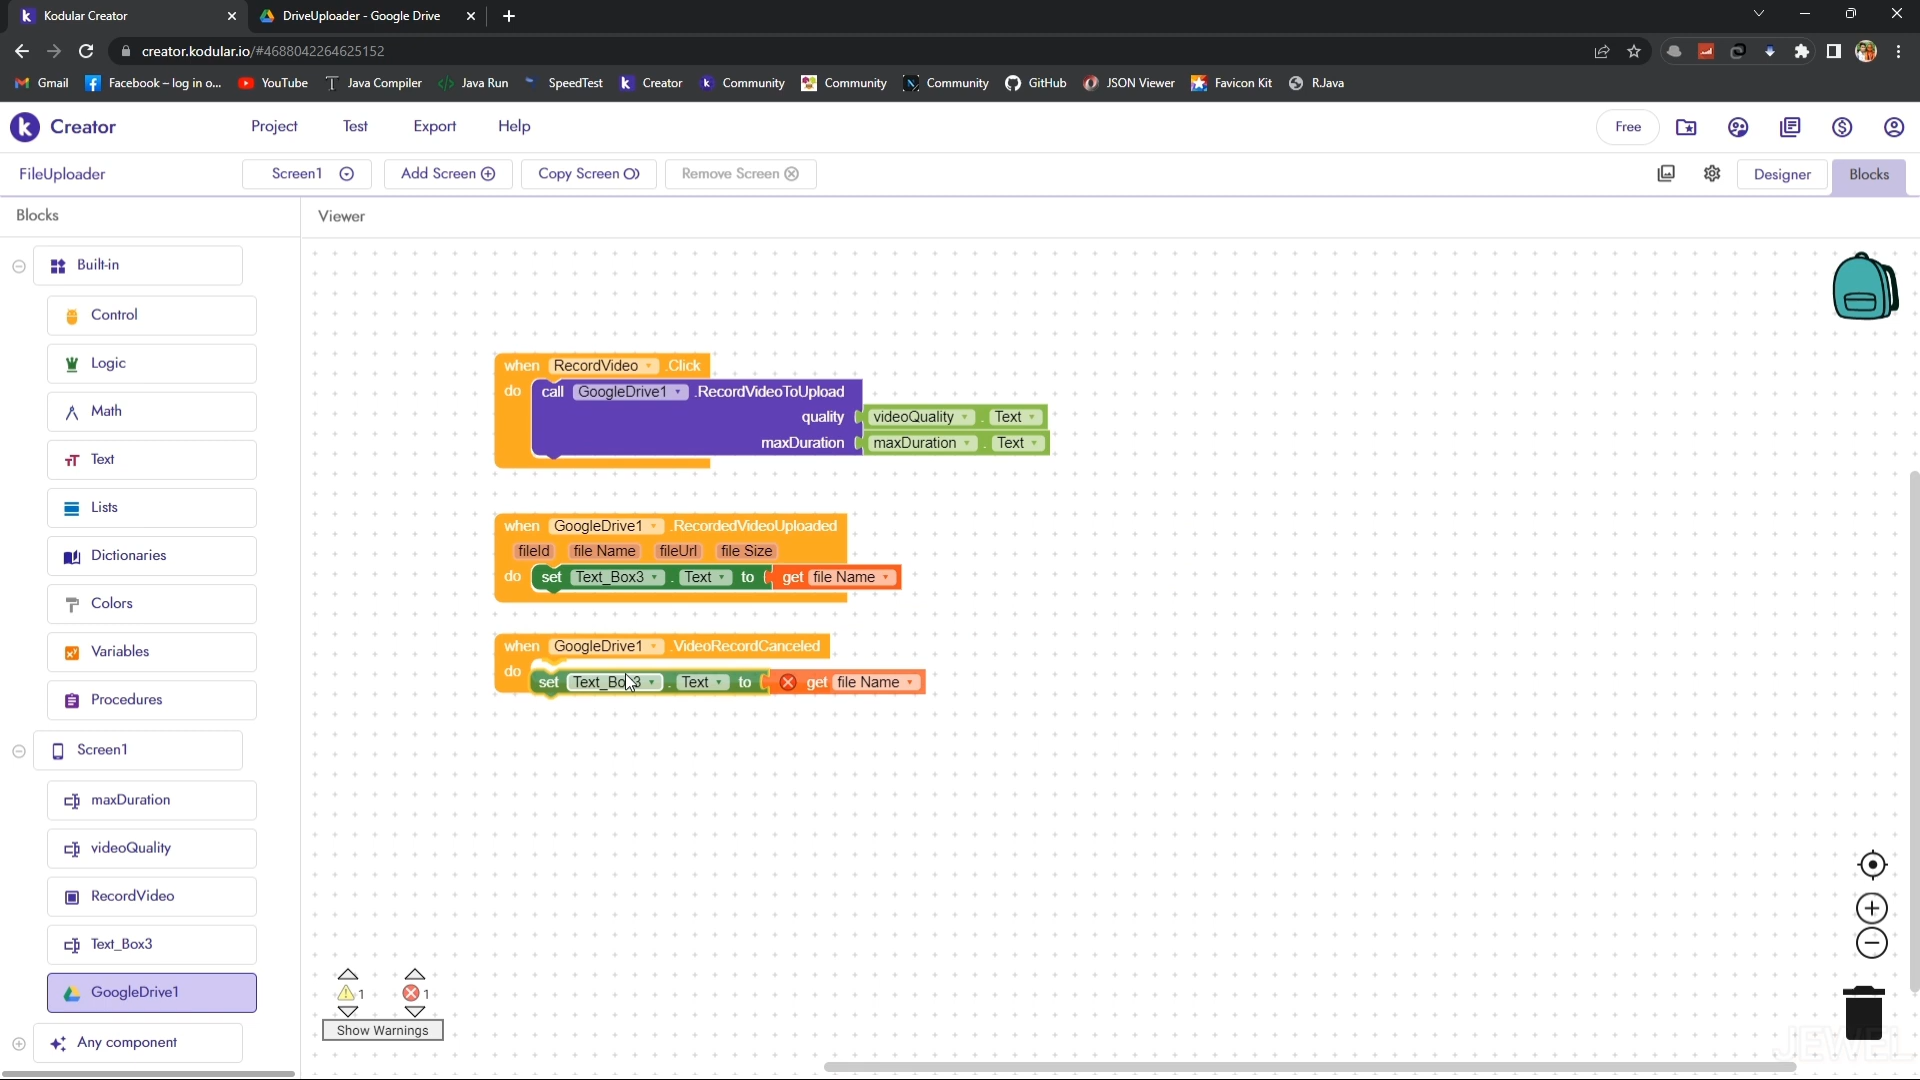 Kodular Creator
DriveUploader - Google Drive
creator.kodular.io/#4688042264625152
Gmail
Facebook – log in o...
YouTube
Java Compiler
Java Run
SpeedTest
Creator
Community
Community
Community
GitHub
JSON Viewer
Favicon Kit
R.Java
Creator
Project
Test
Export
Help
Free
FileUploader
Screen1
Add Screen
Copy Screen
Remove Screen
Designer
Blocks
Blocks
Viewer
Built-in
Control
Logic
Math
Text
Lists
Dictionaries
Colors
Variables
Procedures
Screen1
maxDuration
videoQuality
RecordVideo
Text_Box3
GoogleDrive1
Any component
when RecordVideo .Click
do call GoogleDrive1 .RecordVideoToUpload
quality videoQuality . Text
maxDuration maxDuration . Text
when GoogleDrive1 .RecordedVideoUploaded
fileId file Name fileUrl file Size
do set Text_Box3 . Text to get file Name
when GoogleDrive1 .VideoRecordCanceled
do
set Text_Box3 . Text to get file Name
1 1
Show Warnings
JEWEL